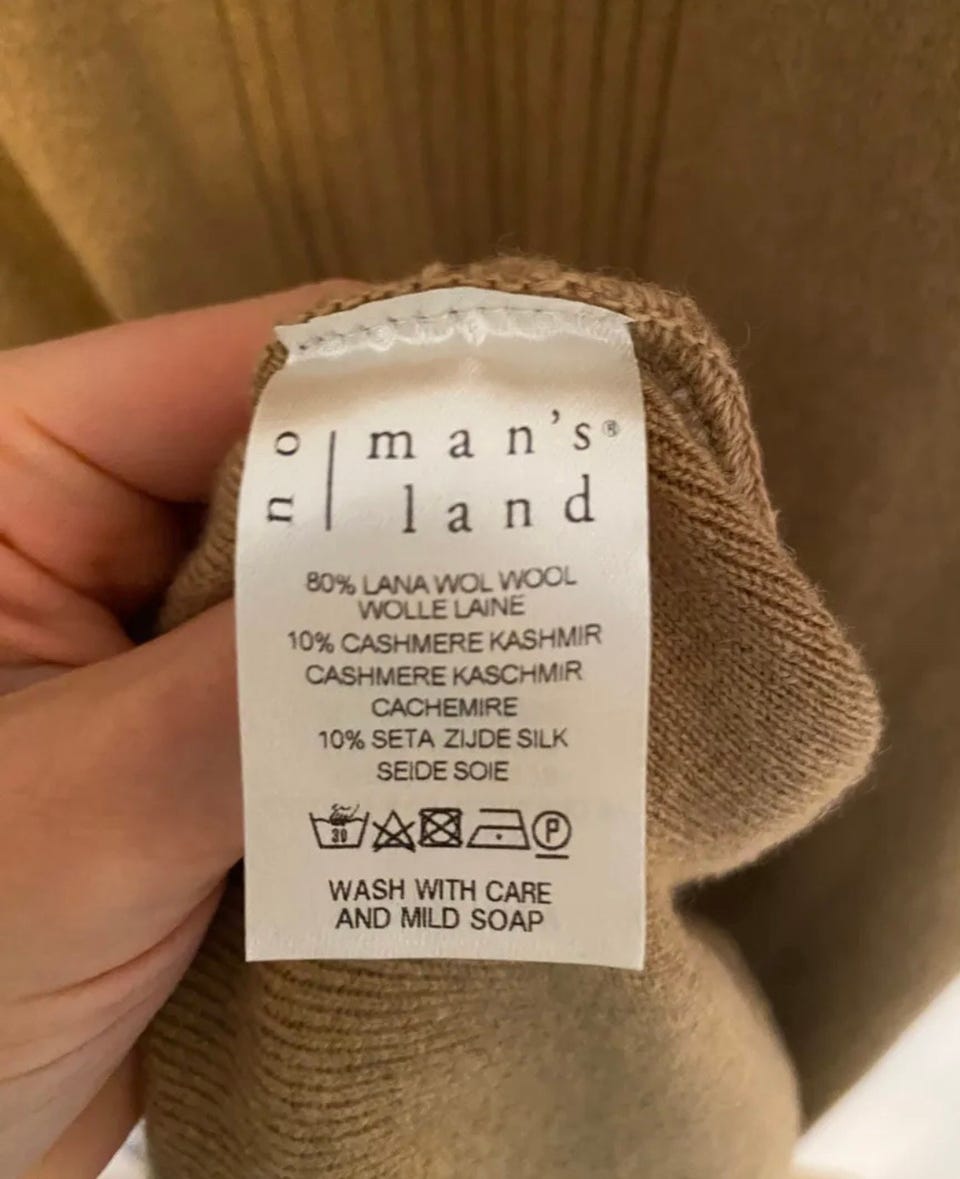 no | man's®
land
80% LANA WOL WOOL
WOLLE LAINE
10% CASHMERE KASHMIR
CASHMERE KASCHMIR
CACHEMIRE
10% SETA ZIJDE SILK
SEIDE SOIE
30 P
WASH WITH CARE
AND MILD SOAP